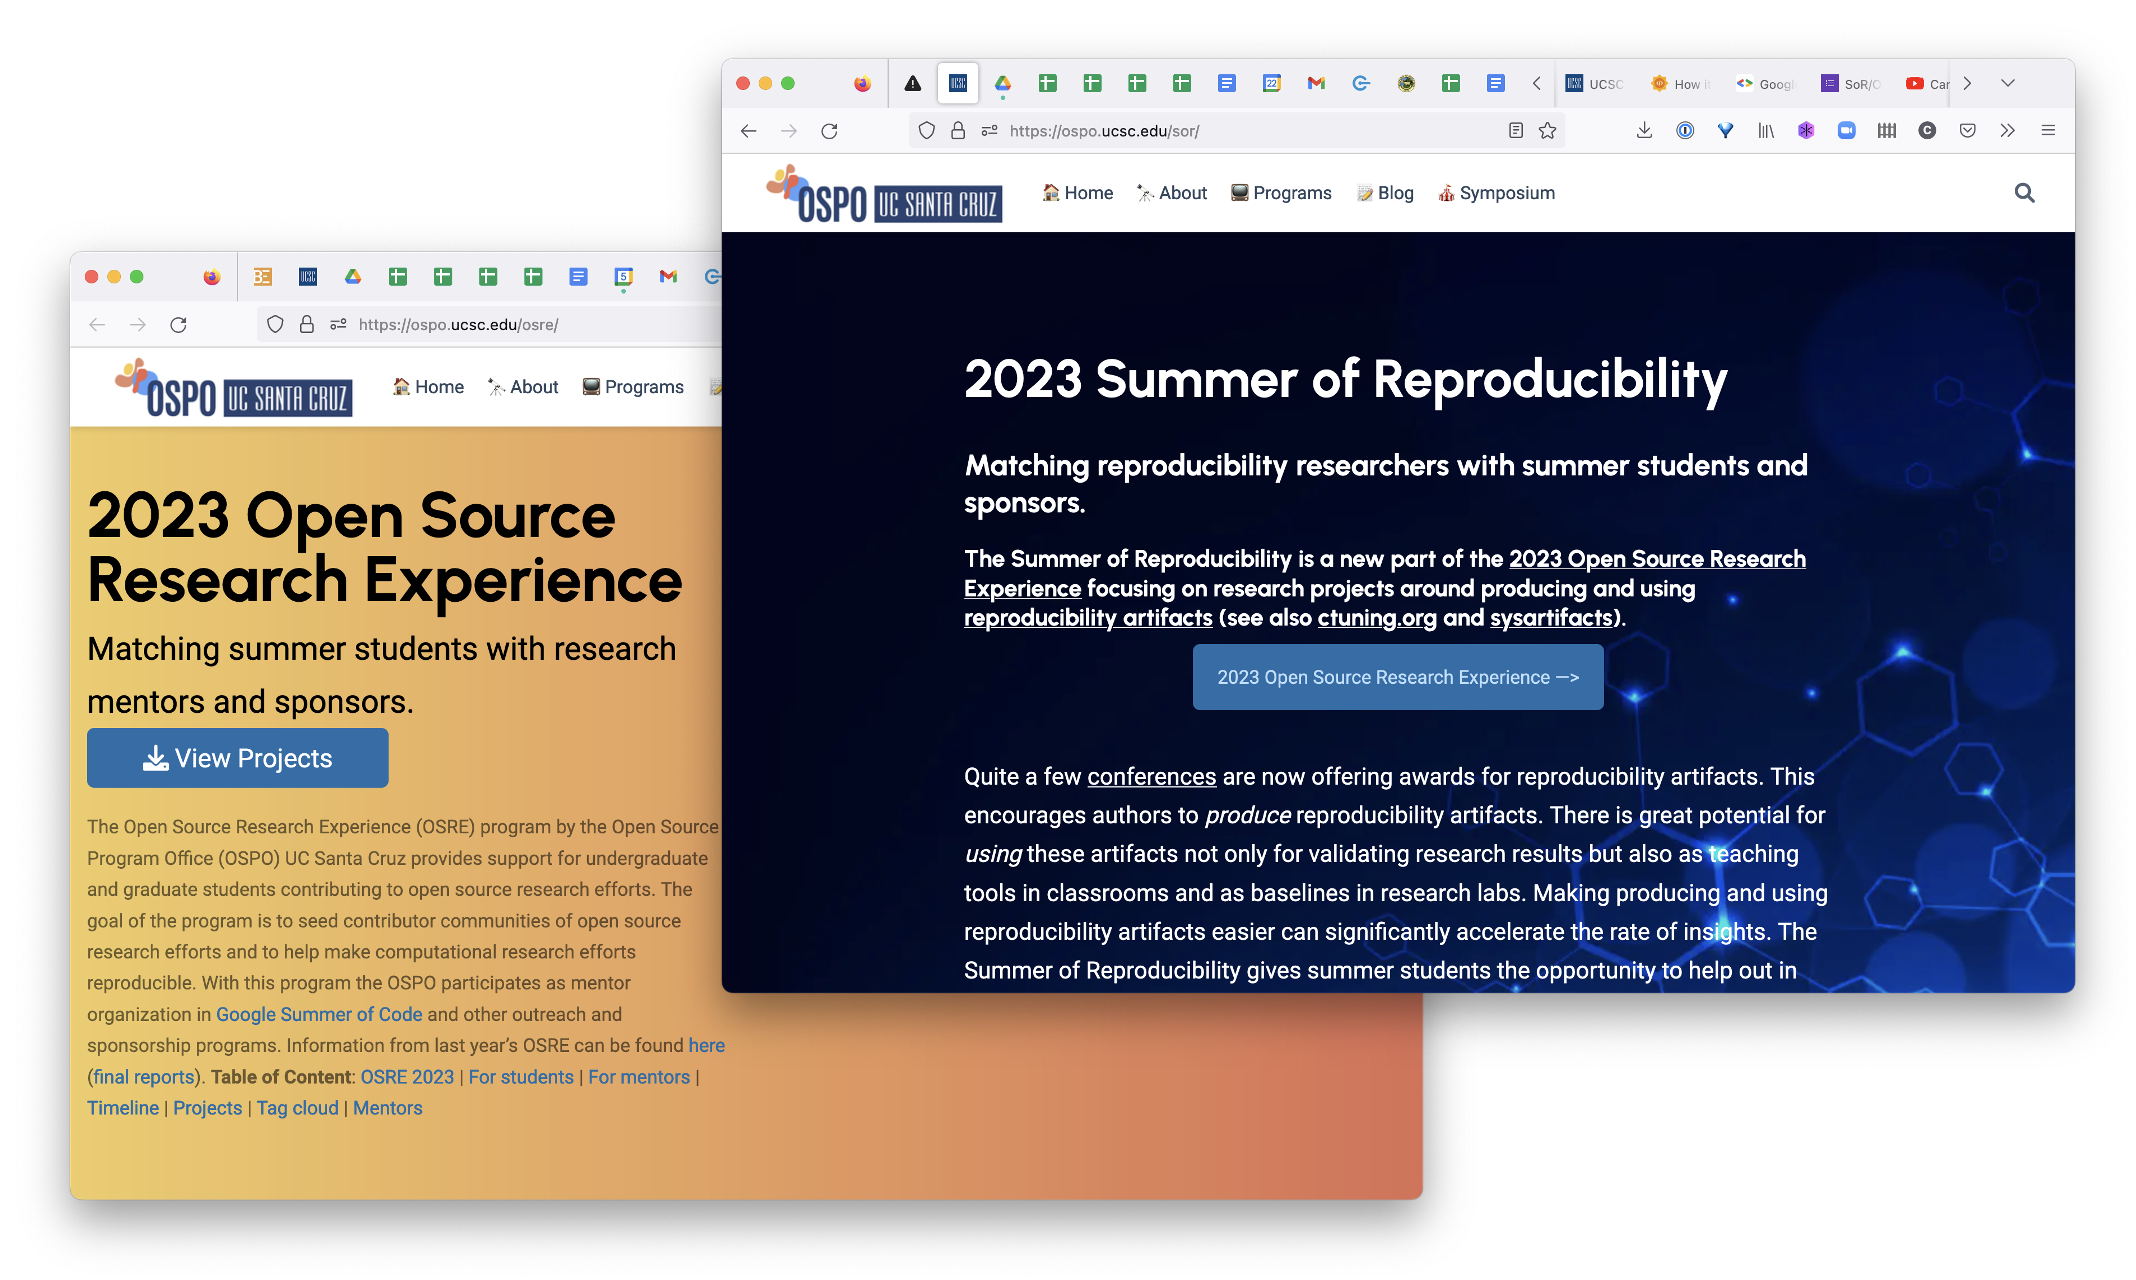 UCSC
How i
Googl
SoR/O
Car
https://ospo.ucsc.edu/sor/
OSPO UC SANTA CRUZ
Home
About
Programs
Blog
Symposium
2023 Summer of Reproducibility
Matching reproducibility researchers with summer students and
sponsors.
The Summer of Reproducibility is a new part of the 2023 Open Source Research
Experience focusing on research projects around producing and using
reproducibility artifacts (see also ctuning.org and sysartifacts).
2023 Open Source Research Experience —>
Quite a few conferences are now offering awards for reproducibility artifacts. This
encourages authors to produce reproducibility artifacts. There is great potential for
using these artifacts not only for validating research results but also as teaching
tools in classrooms and as baselines in research labs. Making producing and using
reproducibility artifacts easier can significantly accelerate the rate of insights. The
Summer of Reproducibility gives summer students the opportunity to help out in
https://ospo.ucsc.edu/osre/
OSPO UC SANTA CRUZ
Home
About
Programs
2023 Open Source
Research Experience
Matching summer students with research
mentors and sponsors.
View Projects
The Open Source Research Experience (OSRE) program by the Open Source
Program Office (OSPO) UC Santa Cruz provides support for undergraduate
and graduate students contributing to open source research efforts. The
goal of the program is to seed contributor communities of open source
research efforts and to help make computational research efforts
reproducible. With this program the OSPO participates as mentor
organization in Google Summer of Code and other outreach and
sponsorship programs. Information from last year's OSRE can be found here
(final reports). Table of Content: OSRE 2023 | For students | For mentors |
Timeline | Projects | Tag cloud | Mentors